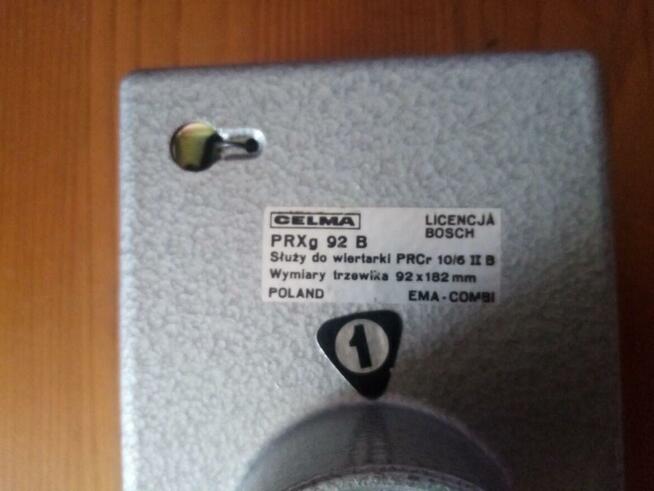 CELMA LICENCJA BOSCH
PRXg 92 B
Służy do wiertarki PRCr 10/6 II B
Wymiary trzewika 92 x 182 mm
POLAND EMA-COMBI
1